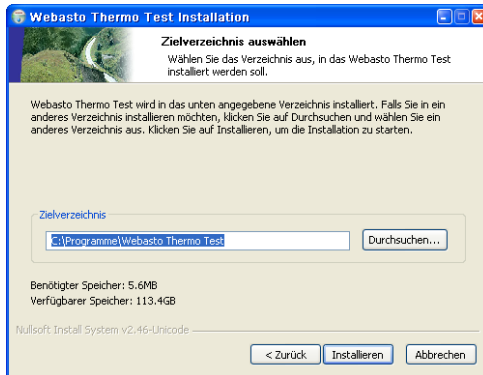 Webasto Thermo Test Installation
Zielverzeichnis auswählen
Wählen Sie das Verzeichnis aus, in das Webasto Thermo Test
installiert werden soll.
Webasto Thermo Test wird in das unten angegebene Verzeichnis installiert. Falls Sie in ein
anderes Verzeichnis installieren möchten, klicken Sie auf Durchsuchen und wählen Sie ein
anderes Verzeichnis aus. Klicken Sie auf Installieren, um die Installation zu starten.
Zielverzeichnis
C:\Programme\Webasto Thermo Test
Durchsuchen...
Benötigter Speicher: 5.6MB
Verfügbarer Speicher: 113.4GB
Nullsoft Install System v2.46-Unicode
< Zurück
Installieren
Abbrechen